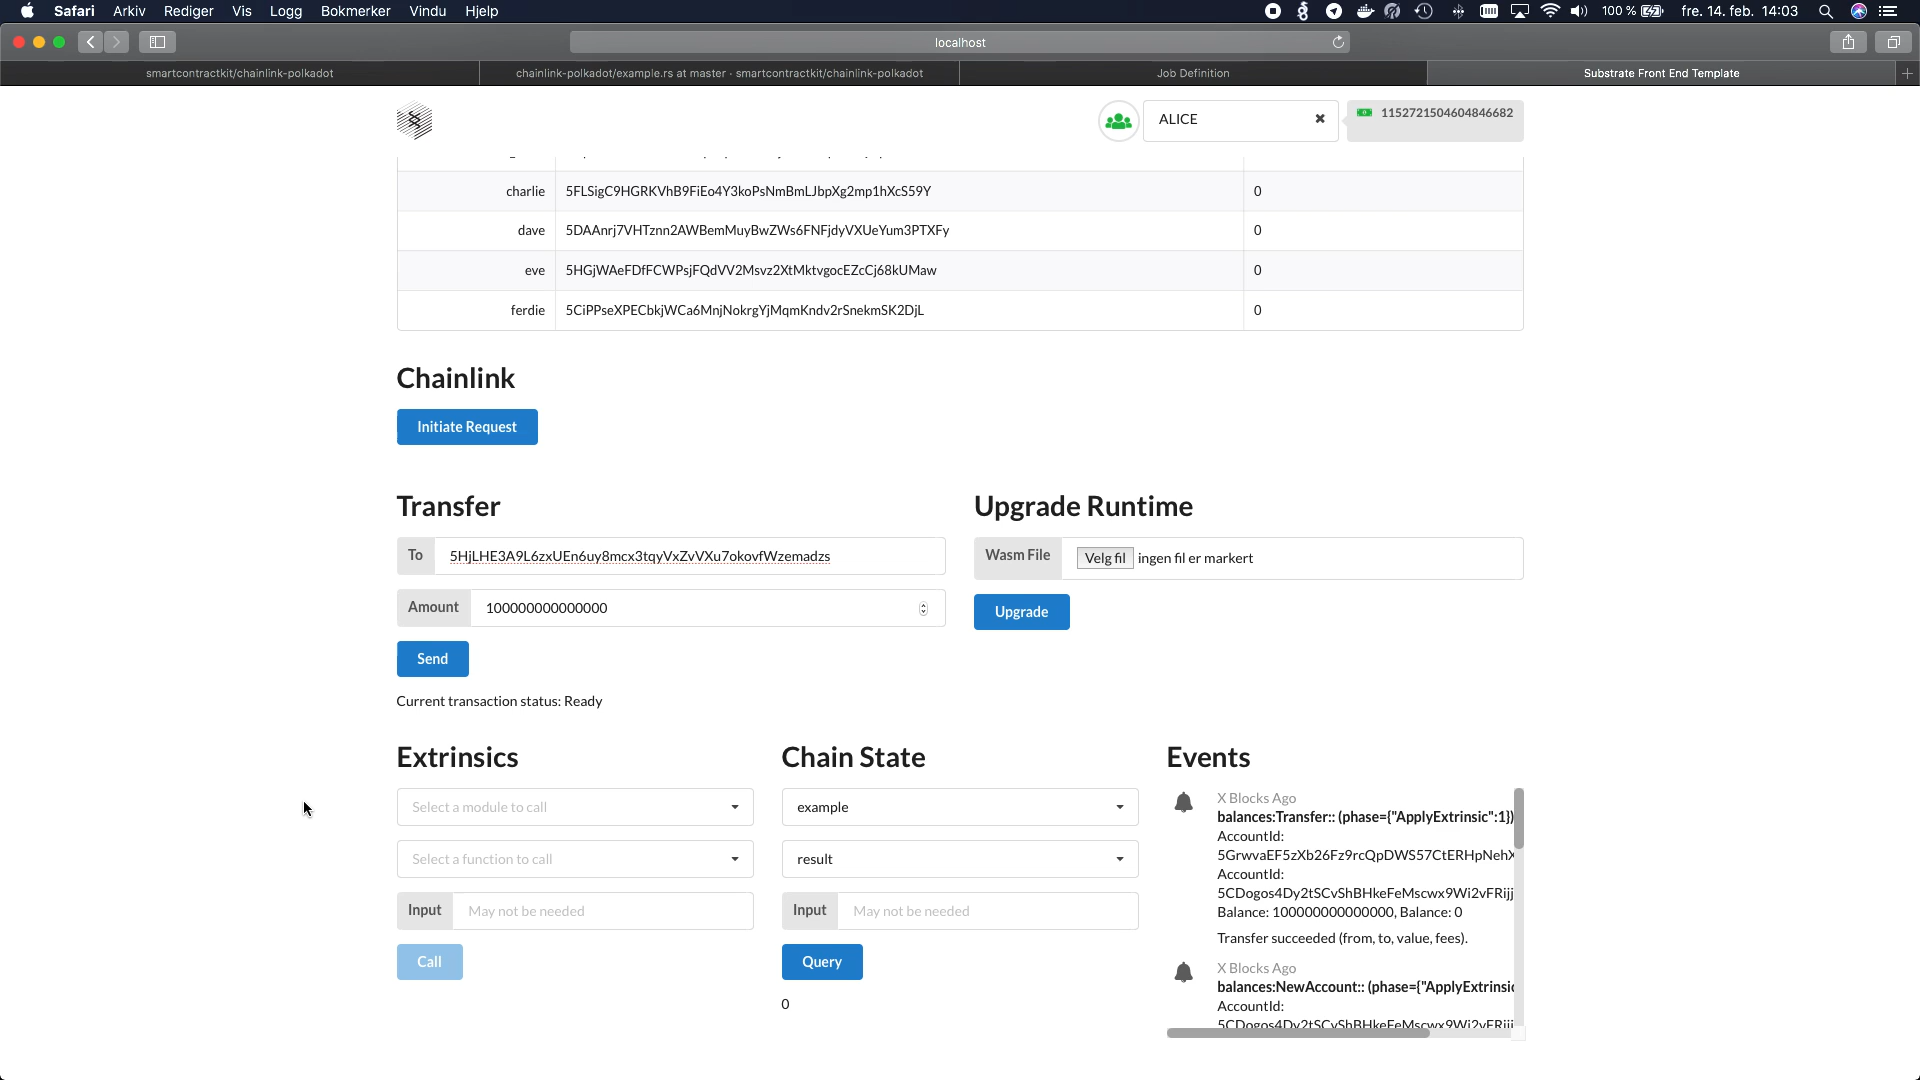 Safari Arkiv Rediger Vis Logg Bokmerker Vindu Hjelp 100 % fre. 14. feb. 14:03
localhost
smartcontractkit/chainlink-polkadot
chainlink-polkadot/example.rs at master · smartcontractkit/chainlink-polkadot
Job Definition
Substrate Front End Template
ALICE
1152721504604846682
charlie 5FLSigC9HGRKVhB9FiEo4Y3koPsNmBmLJbpXg2mp1hXcS59Y 0
dave 5DAAnrj7VHTznn2AWBemMuyBwZWs6FNFjdyVXUeYum3PTXFy 0
eve 5HGjWAeFDfFCWPsjFQdVV2Msvz2XtMktvgocEZcCj68kUMaw 0
ferdie 5CiPPseXPECbkjWCa6MnjNokrgYjMqmKndv2rSnekmSK2DjL 0
Chainlink
Initiate Request
Transfer
To 5HjLHE3A9L6zxUEn6uy8mcx3tqyVxZvVXu7okovfWzemadzs
Amount 100000000000000
Send
Current transaction status: Ready
Upgrade Runtime
Wasm File Velg fil ingen fil er markert
Upgrade
Extrinsics
Select a module to call
Select a function to call
Input May not be needed
Call
Chain State
example
result
Input May not be needed
Query
0
Events
X Blocks Ago
balances:Transfer:: (phase={"ApplyExtrinsic":1})
AccountId:
5GrwvaEF5zXb26Fz9rcQpDWS57CtERHpNehX
AccountId:
5CDogos4Dy2tSCvShBHkeFeMscwx9Wi2vFRijj
Balance: 100000000000000, Balance: 0
Transfer succeeded (from, to, value, fees).
X Blocks Ago
balances:NewAccount:: (phase={"ApplyExtrinsic
AccountId:
5CDogos4Dy2tSCvShBHkeFeMscwx9Wi2vFRijj